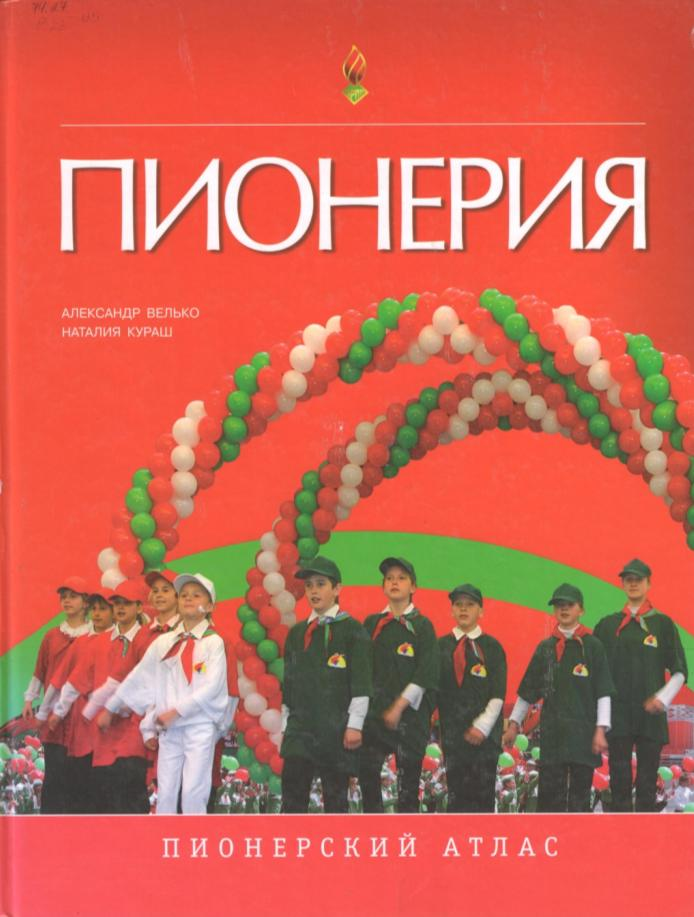 ПИОНЕРИЯ
АЛЕКСАНДР ВЕЛЬКО
НАТАЛИЯ КУРАШ
ПИОНЕРСКИЙ АТЛАС